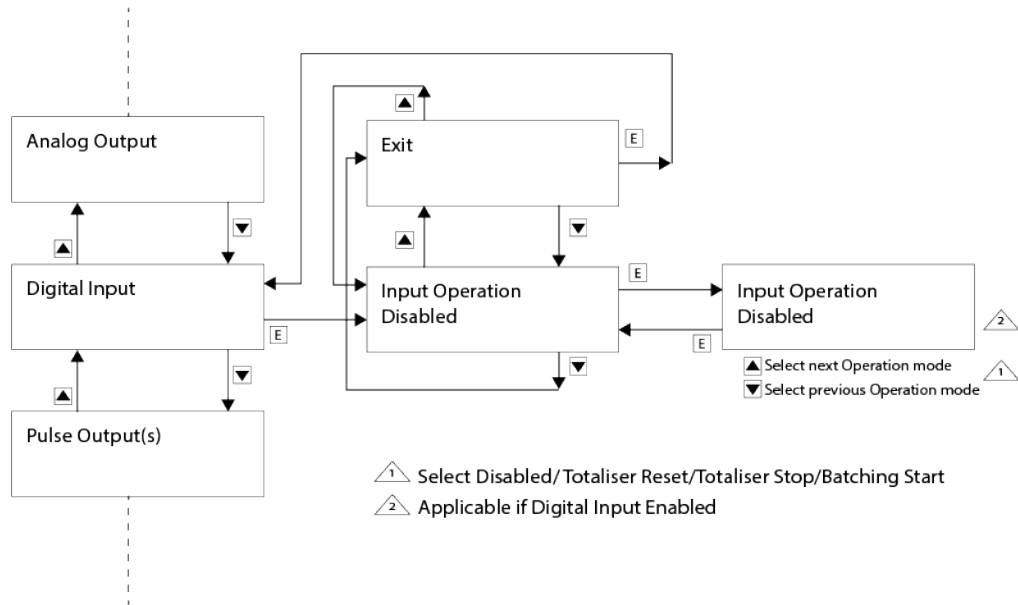 Analog Output
Exit
E
Digital Input
E
Input Operation
Disabled
E
E
Input Operation
Disabled
2
▲ Select next Operation mode
▼ Select previous Operation mode
1
Pulse Output(s)
1 Select Disabled/Totaliser Reset/Totaliser Stop/Batching Start
2 Applicable if Digital Input Enabled